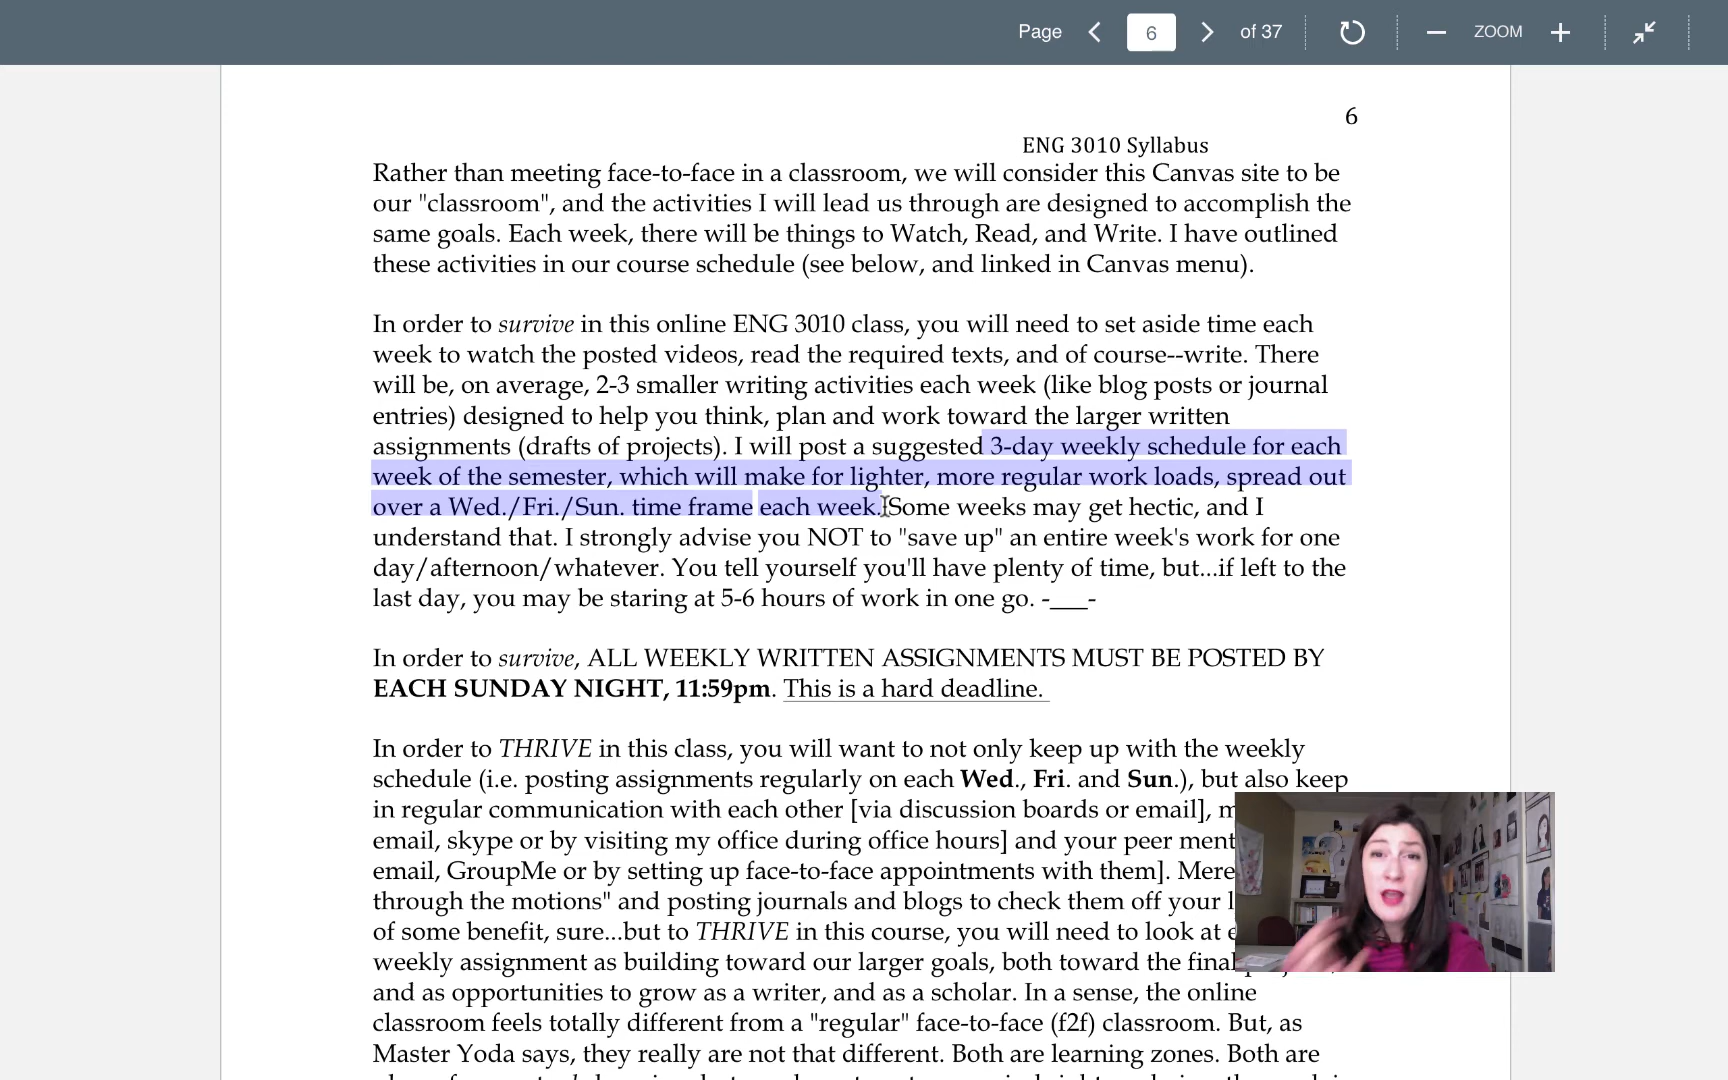 Page 6 of 37 ZOOM
6
ENG 3010 Syllabus
Rather than meeting face-to-face in a classroom, we will consider this Canvas site to be
our "classroom", and the activities I will lead us through are designed to accomplish the
same goals. Each week, there will be things to Watch, Read, and Write. I have outlined
these activities in our course schedule (see below, and linked in Canvas menu).
In order to survive in this online ENG 3010 class, you will need to set aside time each
week to watch the posted videos, read the required texts, and of course--write. There
will be, on average, 2-3 smaller writing activities each week (like blog posts or journal
entries) designed to help you think, plan and work toward the larger written
assignments (drafts of projects). I will post a suggested 3-day weekly schedule for each
week of the semester, which will make for lighter, more regular work loads, spread out
over a Wed./Fri./Sun. time frame each week. Some weeks may get hectic, and I
understand that. I strongly advise you NOT to "save up" an entire week's work for one
day/afternoon/whatever. You tell yourself you'll have plenty of time, but...if left to the
last day, you may be staring at 5-6 hours of work in one go. -___-
In order to survive, ALL WEEKLY WRITTEN ASSIGNMENTS MUST BE POSTED BY
EACH SUNDAY NIGHT, 11:59pm. This is a hard deadline.
In order to THRIVE in this class, you will want to not only keep up with the weekly
schedule (i.e. posting assignments regularly on each Wed., Fri. and Sun.), but also keep
in regular communication with each other [via discussion boards or email],
email, skype or by visiting my office during office hours] and your peer
email, GroupMe or by setting up face-to-face appointments with them].
through the motions" and posting journals and blogs to check them off your
of some benefit, sure...but to THRIVE in this course, you will need to look at
weekly assignment as building toward our larger goals, both toward the
and as opportunities to grow as a writer, and as a scholar. In a sense, the online
classroom feels totally different from a "regular" face-to-face (f2f) classroom. But, as
Master Yoda says, they really are not that different. Both are learning zones. Both are